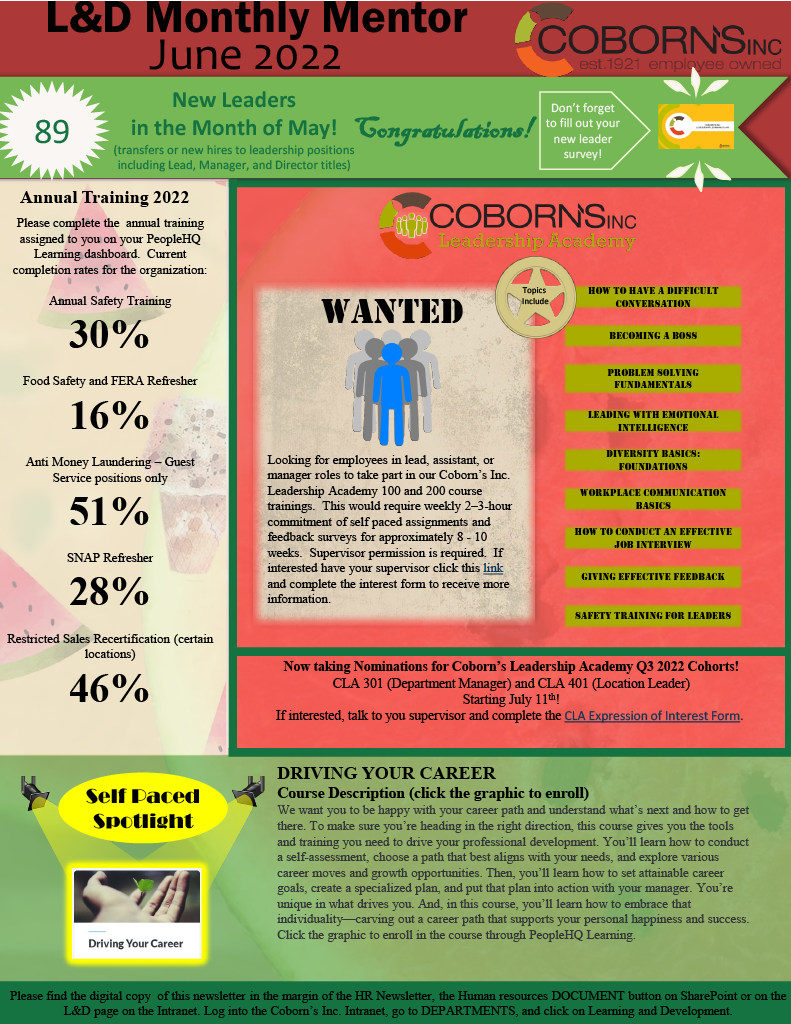 L&D Monthly Mentor
June 2022
COBORN'S INC
est.1921 employee owned
89
New Leaders
in the Month of May!
(transfers or new hires to leadership positions
including Lead, Manager, and Director titles)
Congratulations!
Don't forget
to fill out your
new leader
survey!
Annual Training 2022
Please complete the annual training
assigned to you on your PeopleHQ
Learning dashboard. Current
completion rates for the organization:
Annual Safety Training
30%
Food Safety and FERA Refresher
16%
Anti Money Laundering – Guest
Service positions only
51%
SNAP Refresher
28%
Restricted Sales Recertification (certain
locations)
46%
COBORN'S INC
Leadership Academy
WANTED
Looking for employees in lead, assistant, or
manager roles to take part in our Coborn's Inc.
Leadership Academy 100 and 200 course
trainings. This would require weekly 2–3-hour
commitment of self paced assignments and
feedback surveys for approximately 8 - 10
weeks. Supervisor permission is required. If
interested have your supervisor click this link
and complete the interest form to receive more
information.
Topics
Include
HOW TO HAVE A DIFFICULT
CONVERSATION
BECOMING A BOSS
PROBLEM SOLVING
FUNDAMENTALS
LEADING WITH EMOTIONAL
INTELLIGENCE
DIVERSITY BASICS:
FOUNDATIONS
WORKPLACE COMMUNICATION
BASICS
HOW TO CONDUCT AN EFFECTIVE
JOB INTERVIEW
GIVING EFFECTIVE FEEDBACK
SAFETY TRAINING FOR LEADERS
Now taking Nominations for Coborn's Leadership Academy Q3 2022 Cohorts!
CLA 301 (Department Manager) and CLA 401 (Location Leader)
Starting July 11th!
If interested, talk to you supervisor and complete the CLA Expression of Interest Form.
Self Paced
Spotlight
Driving Your Career
DRIVING YOUR CAREER
Course Description (click the graphic to enroll)
We want you to be happy with your career path and understand what's next and how to get
there. To make sure you're heading in the right direction, this course gives you the tools
and training you need to drive your professional development. You'll learn how to conduct
a self-assessment, choose a path that best aligns with your needs, and explore various
career moves and growth opportunities. Then, you'll learn how to set attainable career
goals, create a specialized plan, and put that plan into action with your manager. You're
unique in what drives you. And, in this course, you'll learn how to embrace that
individuality—carving out a career path that supports your personal happiness and success.
Click the graphic to enroll in the course through PeopleHQ Learning.
Please find the digital copy of this newsletter in the margin of the HR Newsletter, the Human resources DOCUMENT button on SharePoint or on the
L&D page on the Intranet. Log into the Coborn's Inc. Intranet, go to DEPARTMENTS, and click on Learning and Development.